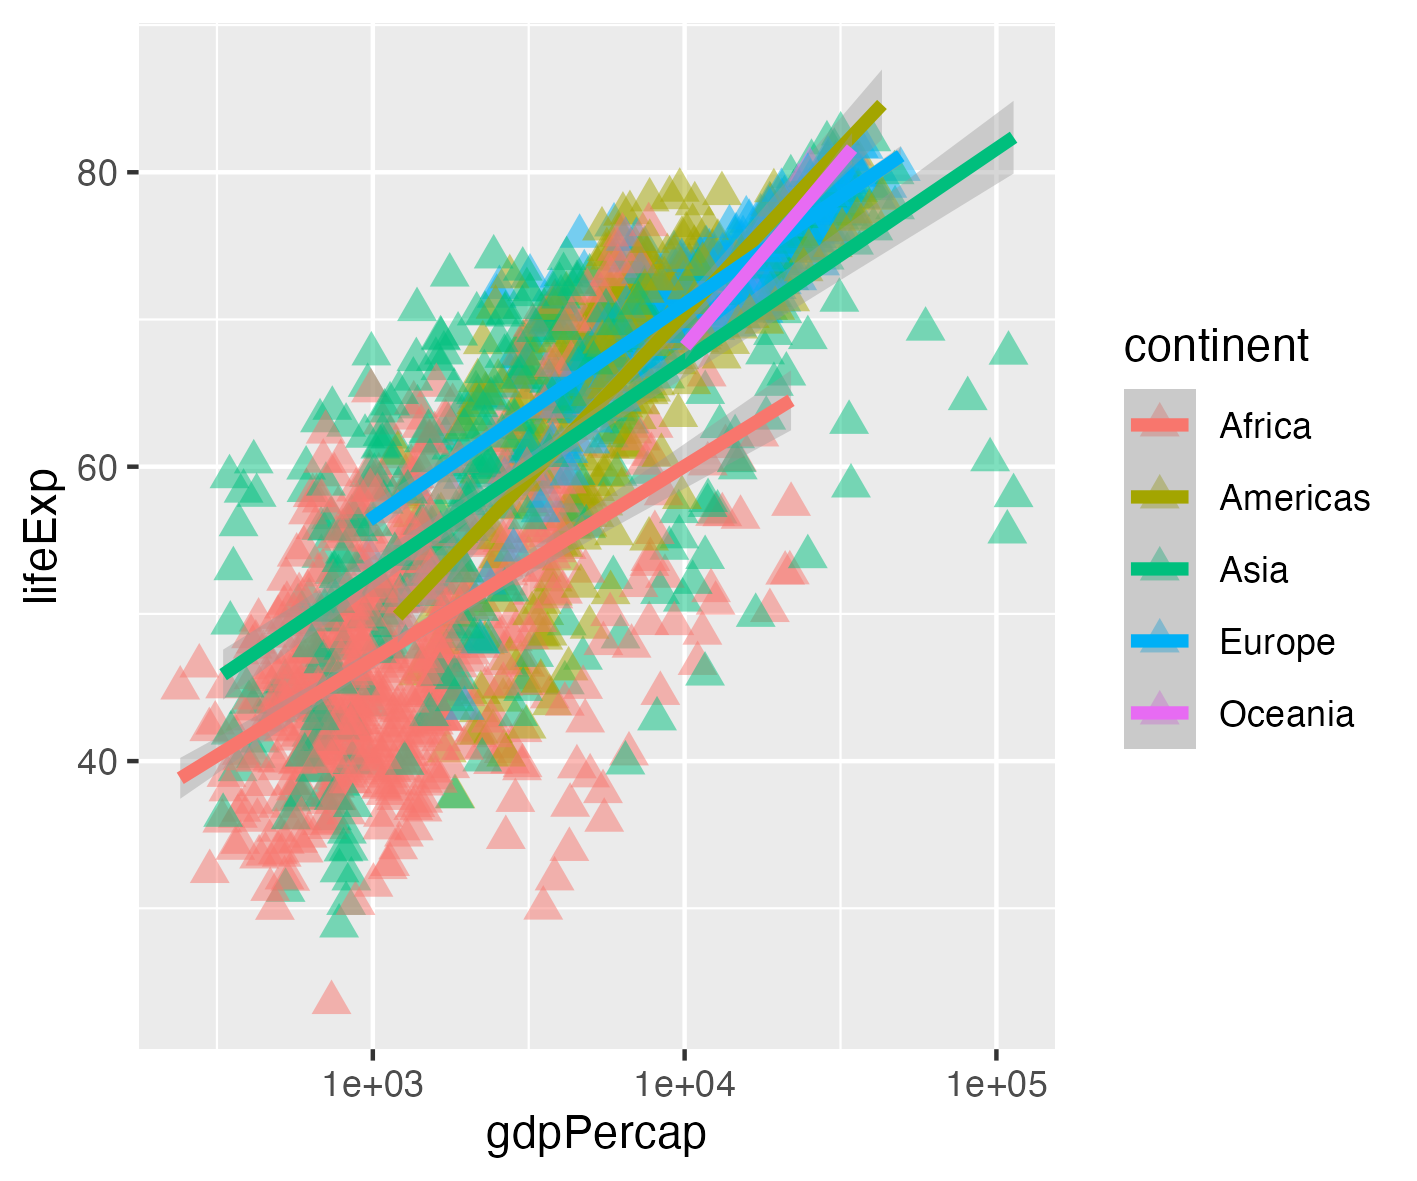 lifeExp
80
60
40
1e+03
1e+04
1e+05
gdpPercap
continent
Africa
Americas
Asia
Europe
Oceania